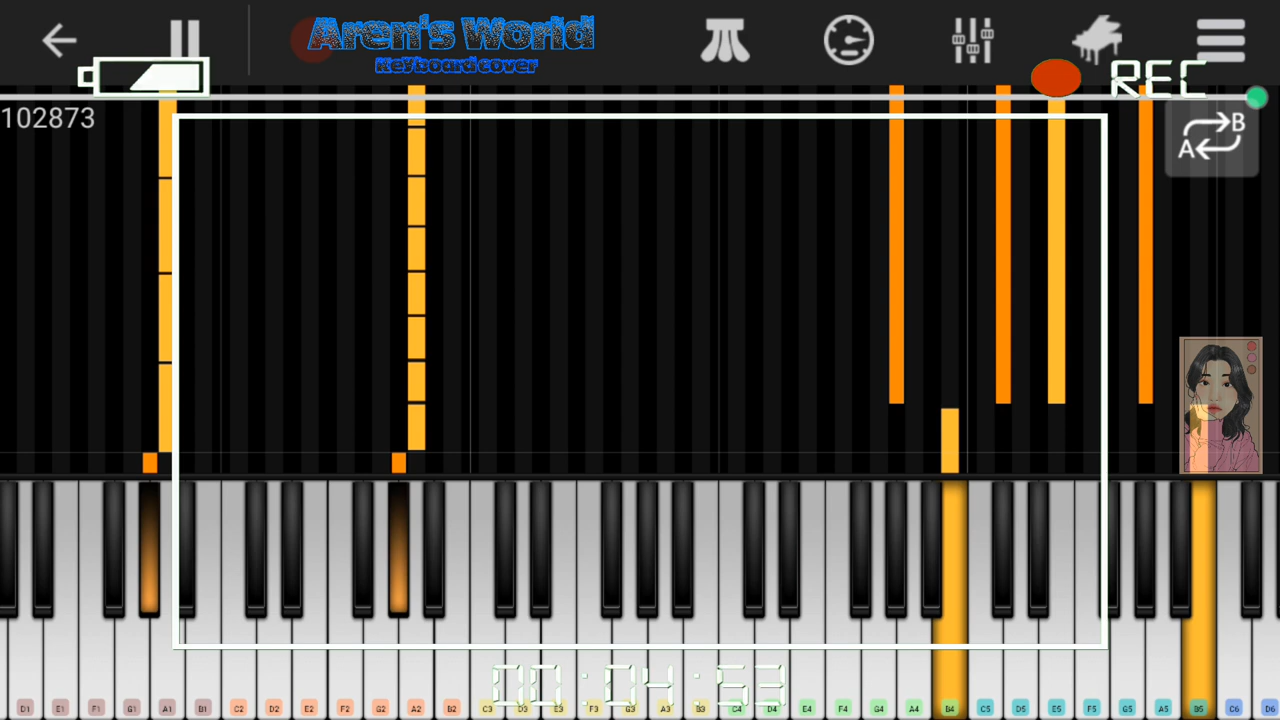 Aren's World
Keyboard cover
REC
102873
A B
00:04:53
D1 E1 F1 G1 A1 B1 C2 D2 E2 F2 G2 A2 B2 C3 D3 E3 F3 G3 A3 B3 C4 D4 E4 F4 G4 A4 B4 C5 D5 E5 F5 G5 A5 B5 C6 D6